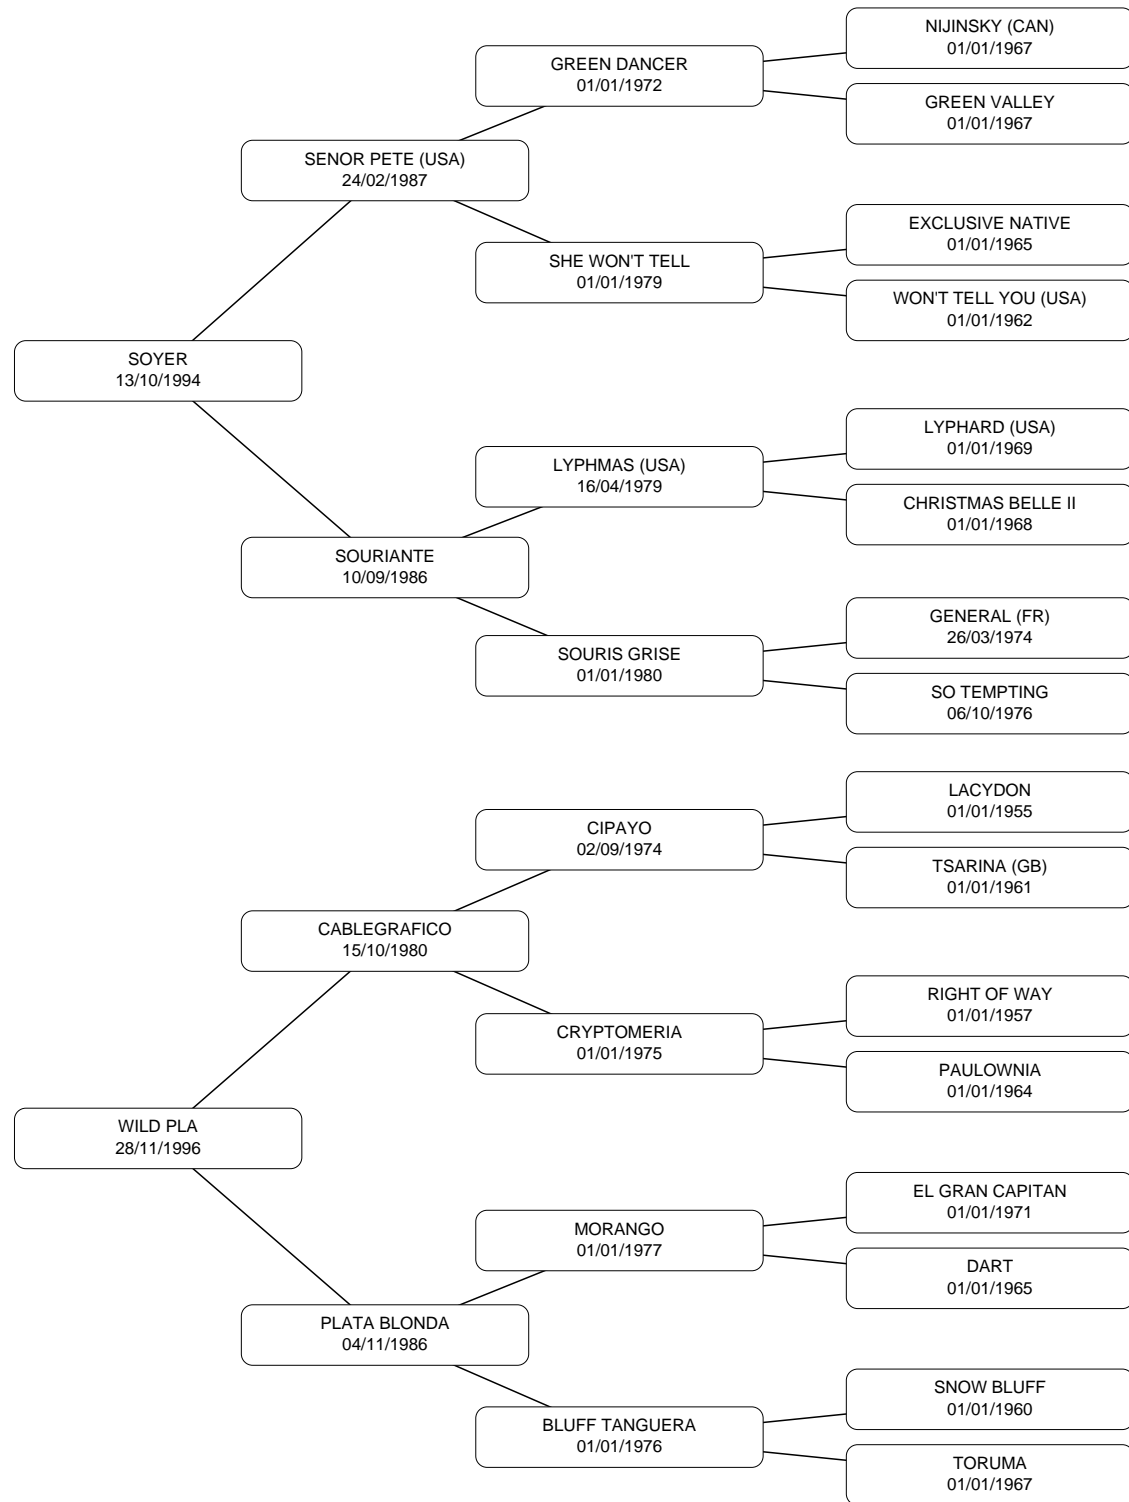 NIJINSKY (CAN)
01/01/1967
GREEN DANCER
01/01/1972
GREEN VALLEY
01/01/1967
SENOR PETE (USA)
24/02/1987
EXCLUSIVE NATIVE
01/01/1965
SHE WON'T TELL
01/01/1979
WON'T TELL YOU (USA)
01/01/1962
SOYER
13/10/1994
LYPHARD (USA)
01/01/1969
LYPHMAS (USA)
16/04/1979
CHRISTMAS BELLE II
01/01/1968
SOURIANTE
10/09/1986
GENERAL (FR)
26/03/1974
SOURIS GRISE
01/01/1980
SO TEMPTING
06/10/1976
LACYDON
01/01/1955
CIPAYO
02/09/1974
TSARINA (GB)
01/01/1961
CABLEGRAFICO
15/10/1980
RIGHT OF WAY
01/01/1957
CRYPTOMERIA
01/01/1975
PAULOWNIA
01/01/1964
WILD PLA
28/11/1996
EL GRAN CAPITAN
01/01/1971
MORANGO
01/01/1977
DART
01/01/1965
PLATA BLONDA
04/11/1986
SNOW BLUFF
01/01/1960
BLUFF TANGUERA
01/01/1976
TORUMA
01/01/1967